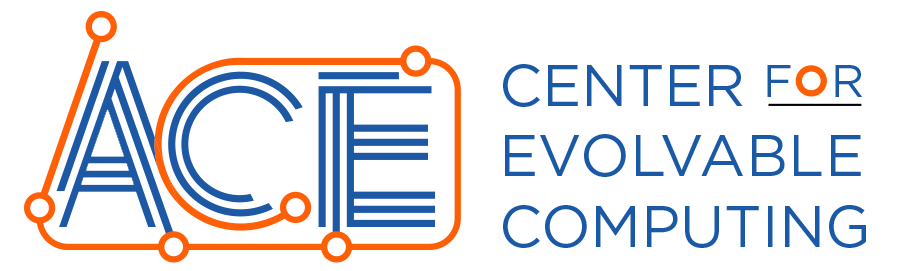 ACE
CENTER FOR
EVOLVABLE
COMPUTING